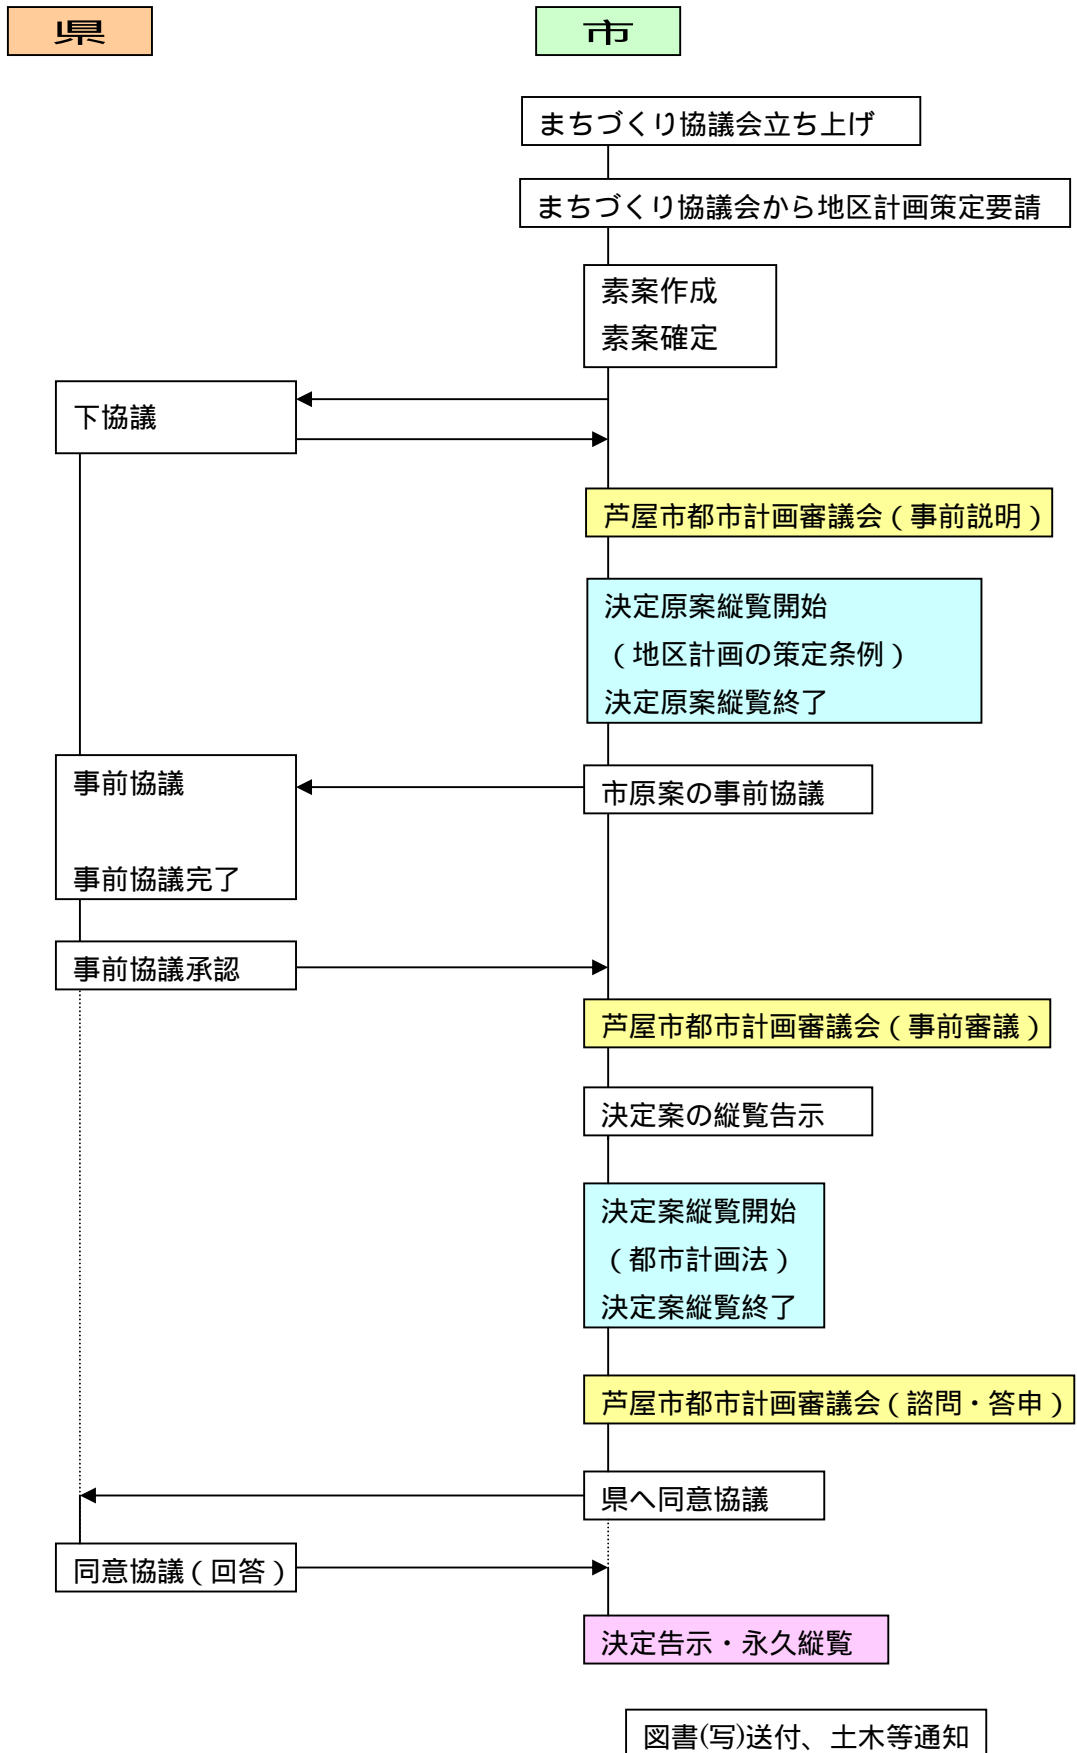 県
市
まちづくり協議会立ち上げ
まちづくり協議会から地区計画策定要請
素案作成
素案確定
下協議
芦屋市都市計画審議会(事前説明)
決定原案縦覧開始
(地区計画の策定条例)
決定原案縦覧終了
事前協議
市原案の事前協議
事前協議完了
事前協議承認
芦屋市都市計画審議会(事前審議)
決定案の縦覧告示
決定案縦覧開始
(都市計画法)
決定案縦覧終了
芦屋市都市計画審議会(諮問・答申)
県へ同意協議
同意協議(回答)
決定告示・永久縦覧
図書(写)送付、土木等通知